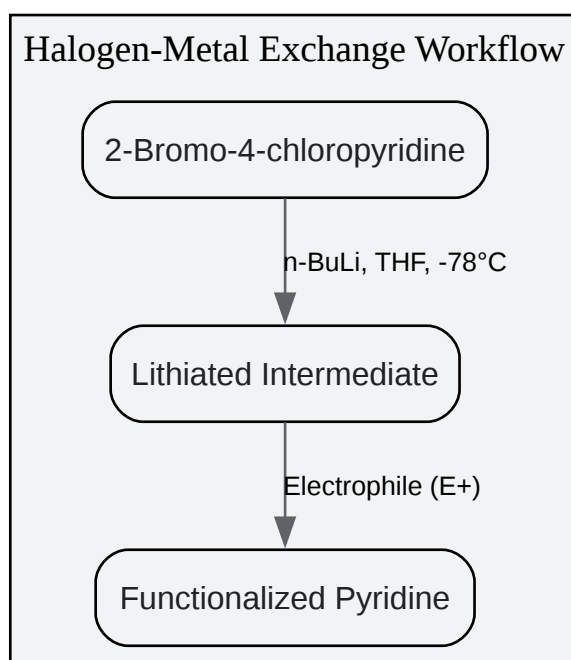 Halogen-Metal Exchange Workflow
2-Bromo-4-chloropyridine
n-BuLi, THF, -78°C
Lithiated Intermediate
Electrophile (E+)
Functionalized Pyridine